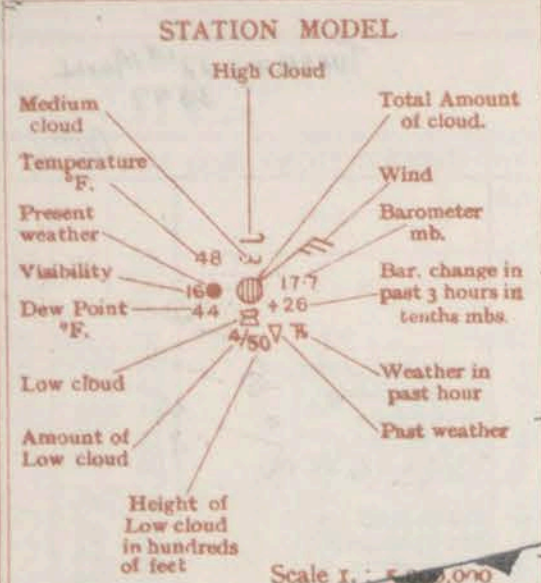 STATION MODEL
High Cloud
Medium
cloud
Total Amount
of cloud.
Temperature
°F.
Wind
Present
weather
Barometer
mb.
48
Visibility
16
17·7
Bar. change in
past 3 hours in
tenths mbs.
Dew Point
°F.
44
+26
4/50
Low cloud
Weather in
past hour
Amount of
Low cloud
Past weather
Height of
Low cloud
in hundreds
of feet
Scale 1. :